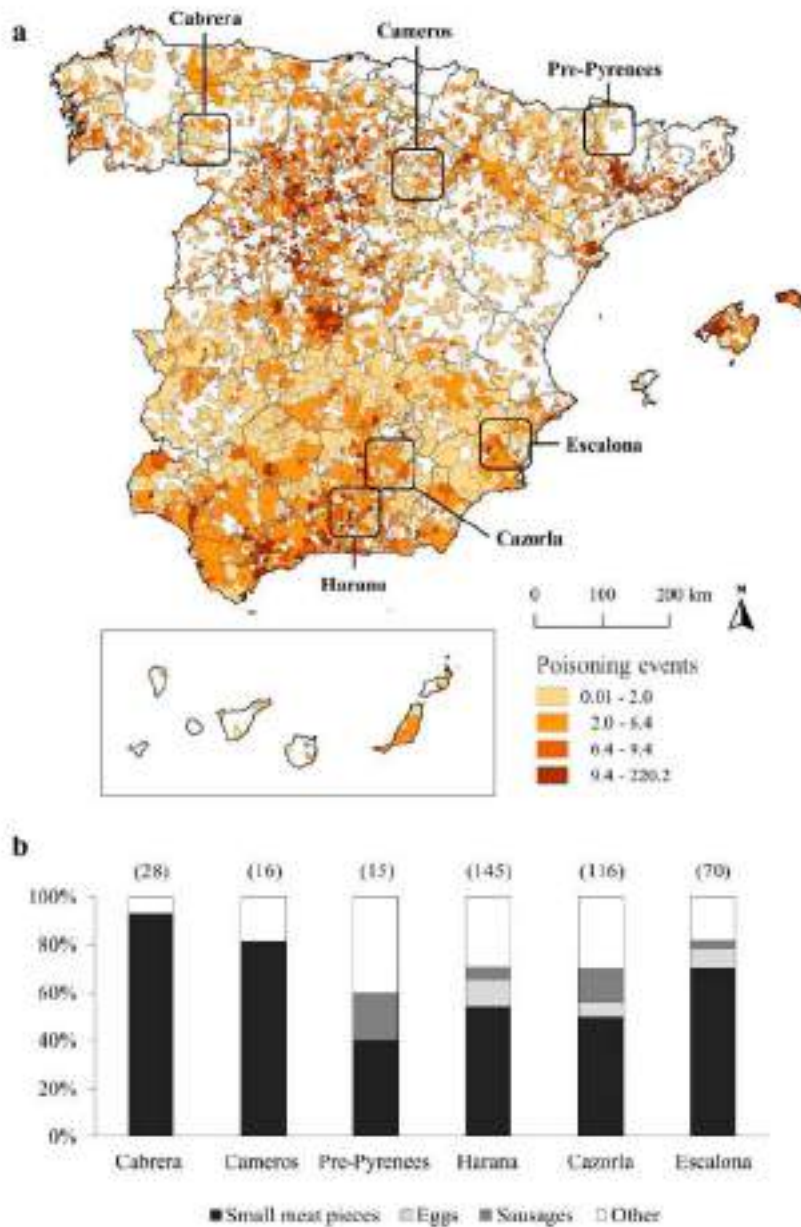 a
Cabrera
Cameros
Pre-Pyrenees
Escalona
Cazorla
Harana
0 100 200 km
N
Poisoning events
0.01 - 2.0
2.0 - 6.4
6.4 - 9.4
9.4 - 220.2
b
(28) (16) (15) (145) (116) (70)
100%
80%
60%
40%
20%
0%
Cabrera Cameros Pre-Pyrenees Harana Cazorla Escalona
Small meat pieces Eggs Sausages Other